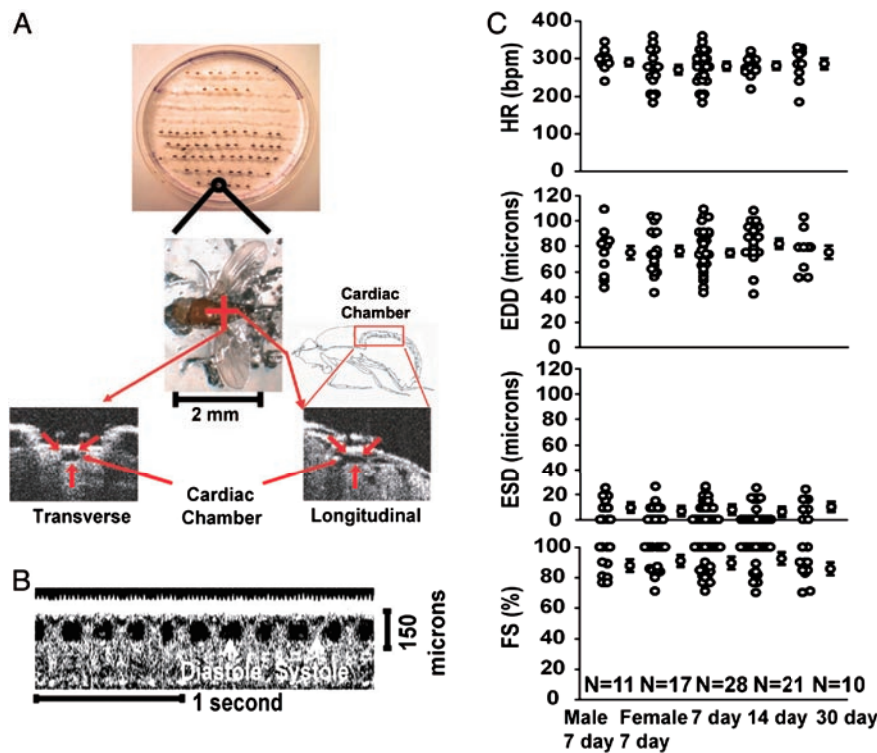 A
2 mm
Cardiac
Chamber
Transverse
Cardiac
Chamber
Longitudinal
B
Diastole Systole
150
microns
1 second
C
HR (bpm)
400
300
200
100
0
EDD (microns)
120
100
80
60
40
20
0
ESD (microns)
120
100
80
60
40
20
0
FS (%)
100
80
60
40
20
0
N=11 N=17 N=28 N=21 N=10
Male Female 7 day 14 day 30 day
7 day 7 day